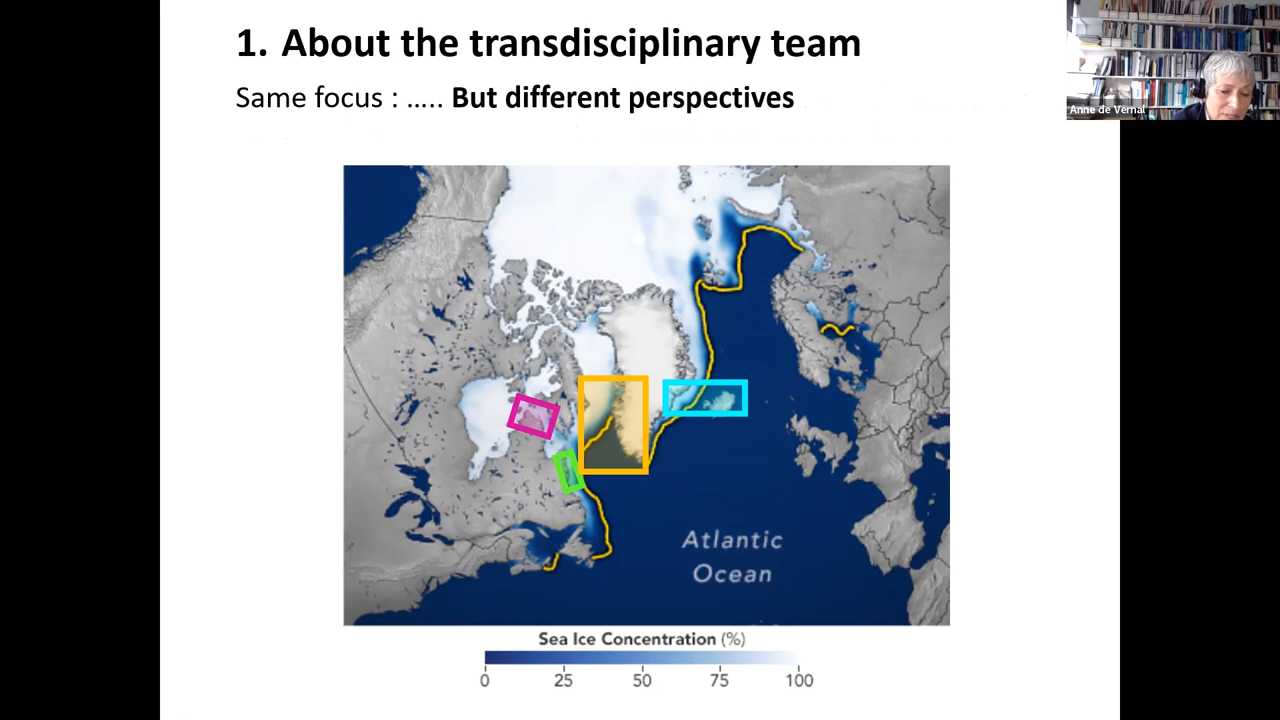 1. About the transdisciplinary team
Same focus : ..... But different perspectives
Anne de Vernal
Atlantic
Ocean
Sea Ice Concentration (%)
0 25 50 75 100